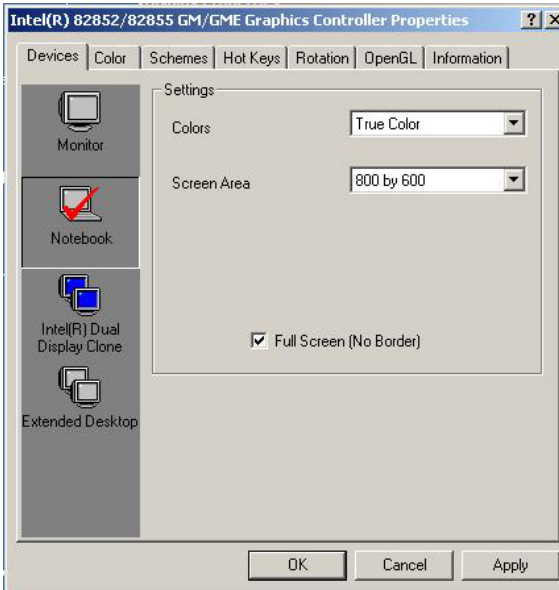 Intel(R) 82852/82855 GM/GME Graphics Controller Properties
Devices Color Schemes Hot Keys Rotation OpenGL Information
Settings
Colors True Color
Monitor
Screen Area 800 by 600
Notebook
Intel(R) Dual
Display Clone
Full Screen (No Border)
Extended Desktop
OK Cancel Apply